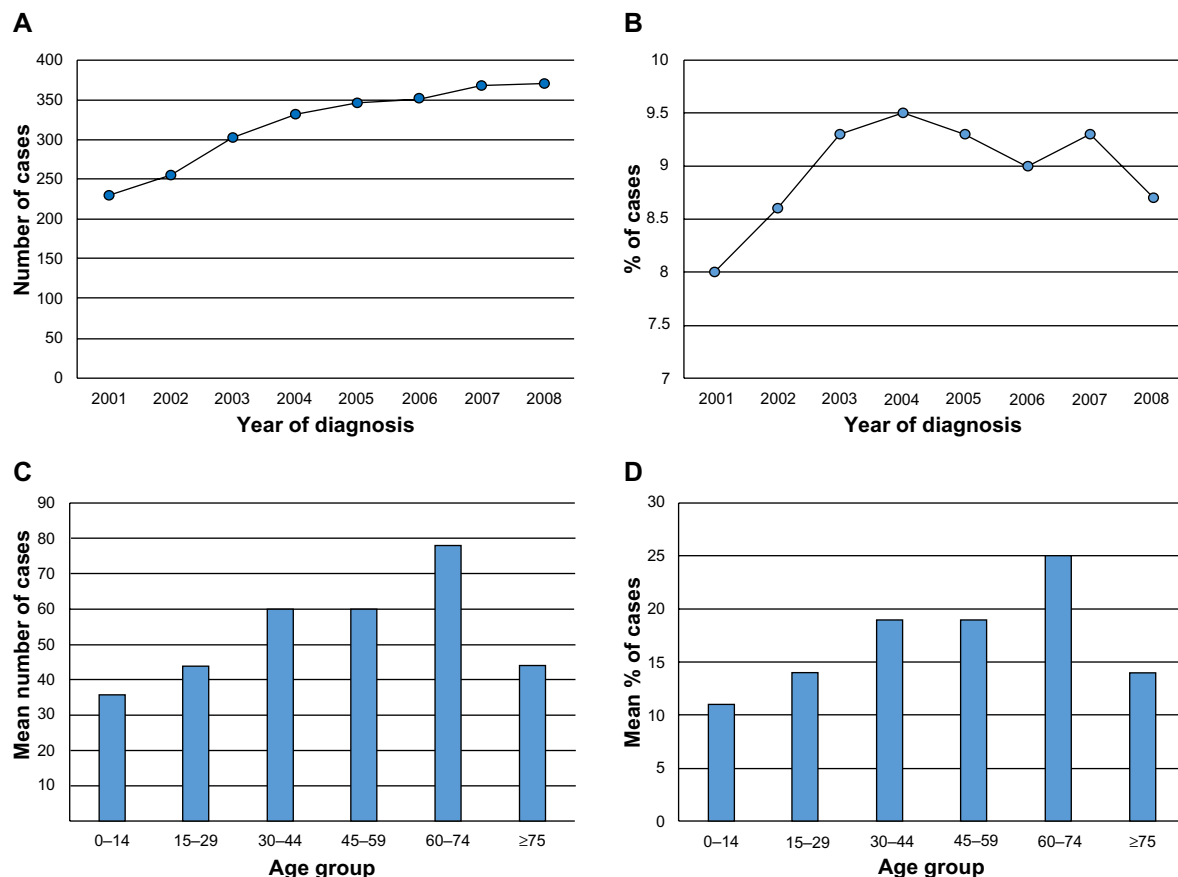 A
Number of cases
400
350
300
250
200
150
100
50
0
2001 2002 2003 2004 2005 2006 2007 2008
Year of diagnosis
B
% of cases
10
9.5
9
8.5
8
7.5
7
2001 2002 2003 2004 2005 2006 2007 2008
Year of diagnosis
C
Mean number of cases
90
80
70
60
50
40
30
20
10
0–14 15–29 30–44 45–59 60–74 ≥75
Age group
D
Mean % of cases
30
25
20
15
10
5
0
0–14 15–29 30–44 45–59 60–74 ≥75
Age group